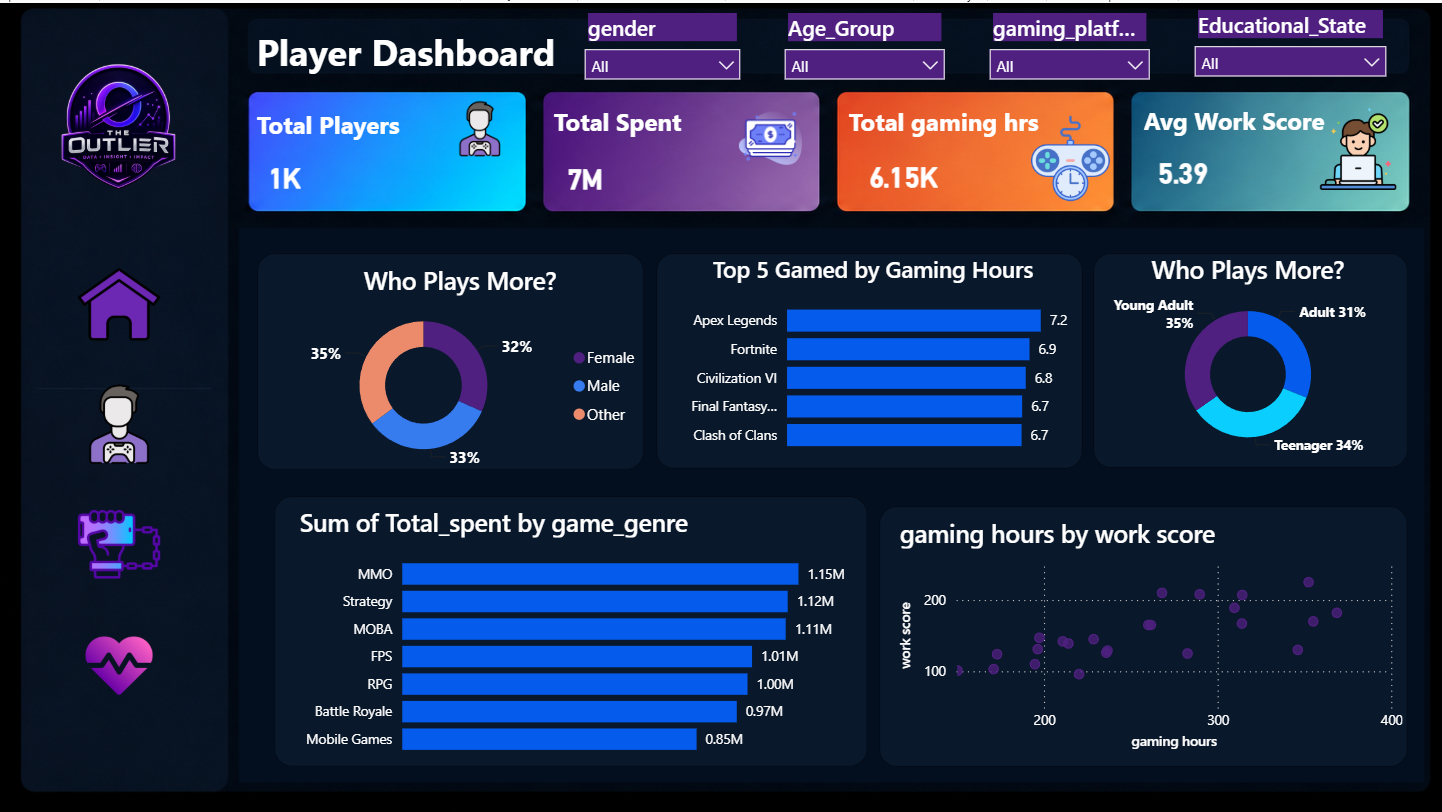 THE
OUTLIER
DATA • INSIGHT • IMPACT
Player Dashboard
gender
All
Age_Group
All
gaming_platf...
All
Educational_State
All
Total Players
1K
Total Spent
7M
Total gaming hrs
6.15K
Avg Work Score
5.39
Who Plays More?
35%
32%
33%
Female
Male
Other
Top 5 Gamed by Gaming Hours
Apex Legends 7.2
Fortnite 6.9
Civilization VI 6.8
Final Fantasy... 6.7
Clash of Clans 6.7
Who Plays More?
Young Adult
35%
Adult 31%
Teenager 34%
Sum of Total_spent by game_genre
MMO 1.15M
Strategy 1.12M
MOBA 1.11M
FPS 1.01M
RPG 1.00M
Battle Royale 0.97M
Mobile Games 0.85M
gaming hours by work score
work score
200
100
200 300 400
gaming hours